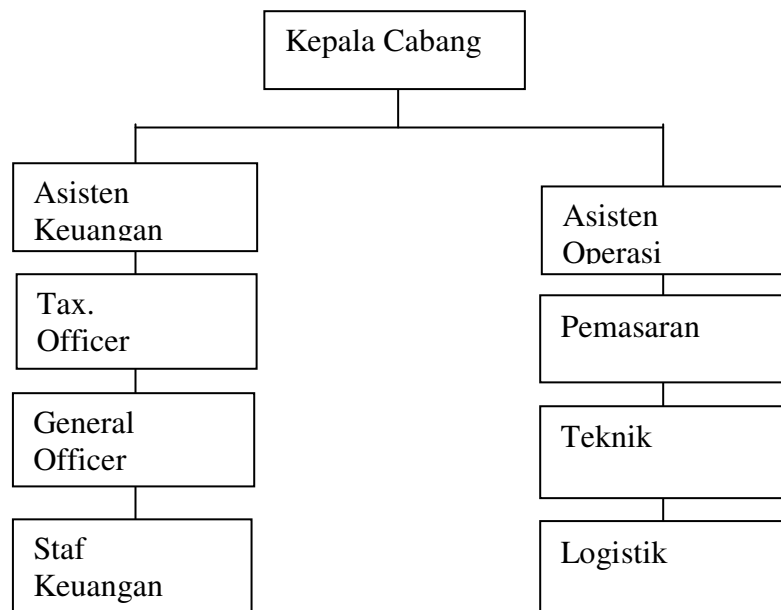 Kepala Cabang
Asisten
Keuangan
Tax.
Officer
General
Officer
Staf
Keuangan
Asisten
Operasi
Pemasaran
Teknik
Logistik